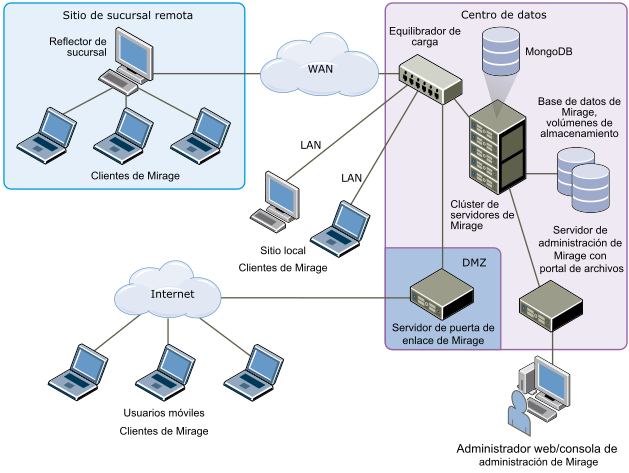 Sitio de sucursal remota
Reflector de
sucursal
Clientes de Mirage
WAN
Centro de datos
Equilibrador de
carga
MongoDB
Base de datos de
Mirage,
volúmenes de
almacenamiento
Clúster de
servidores de
Mirage
LAN
LAN
Sitio local
Clientes de Mirage
Servidor de
administración de
Mirage con
portal de archivos
DMZ
Servidor de puerta de
enlace de Mirage
Internet
Usuarios móviles
Clientes de Mirage
Administrador web/consola de
administración de Mirage